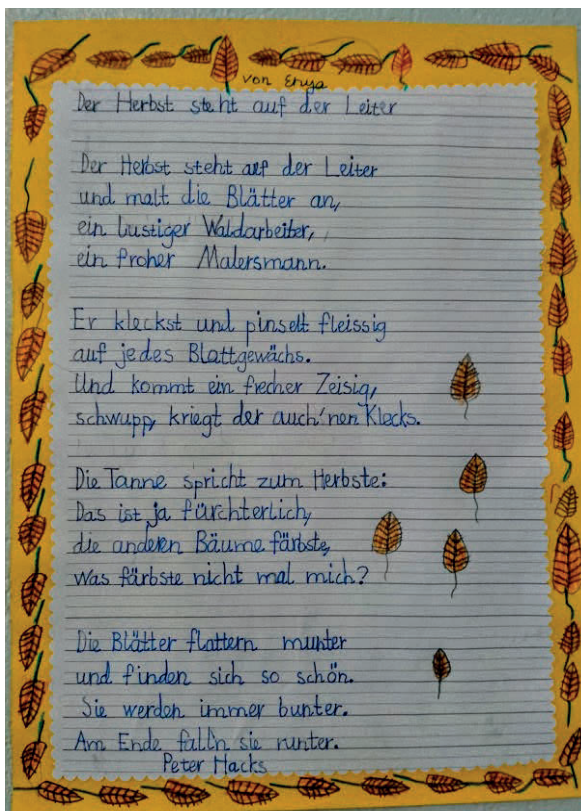 von Enya
Der Herbst steht auf der Leiter
Der Herbst steht auf der Leiter
und malt die Blätter an,
ein lustiger Waldarbeiter,
ein froher Malersmann.
Er kleckst und pinselt fleissig
auf jedes Blattgewächs.
Und kommt ein frecher Zeisig,
schwupp, kriegt der auch'nen Klecks.
Die Tanne spricht zum Herbste:
Das ist ja fürchterlich,
die anderen Bäume färbste,
Was färbste nicht mal mich?
Die Blätter flattern munter
und finden sich so schön.
Sie werden immer bunter.
Am Ende fall'n sie runter.
Peter Hacks